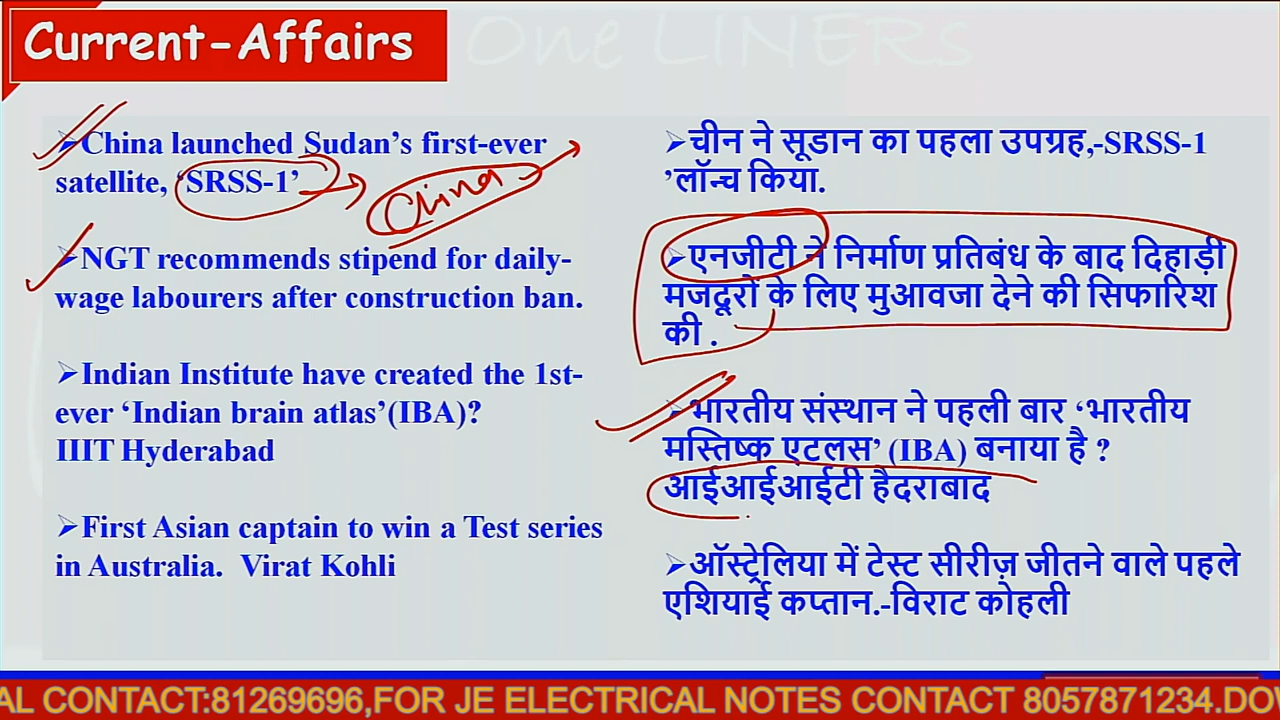 One LINERs
Current-Affairs
➢China launched Sudan’s first-ever
satellite, ‘SRSS-1’
China
➢NGT recommends stipend for daily-
wage labourers after construction ban.
➢Indian Institute have created the 1st-
ever ‘Indian brain atlas’(IBA)?
IIIT Hyderabad
➢First Asian captain to win a Test series
in Australia. Virat Kohli
➢चीन ने सूडान का पहला उपग्रह,-SRSS-1
’लॉन्च किया.
➢एनजीटी ने निर्माण प्रतिबंध के बाद दिहाड़ी
मजदूरों के लिए मुआवजा देने की सिफारिश
की .
➢भारतीय संस्थान ने पहली बार ‘भारतीय
मस्तिष्क एटलस’ (IBA) बनाया है ?
आईआईआईटी हैदराबाद
➢ऑस्ट्रेलिया में टेस्ट सीरीज़ जीतने वाले पहले
एशियाई कप्तान.-विराट कोहली
AL CONTACT:81269696,FOR JE ELECTRICAL NOTES CONTACT 8057871234.DOW